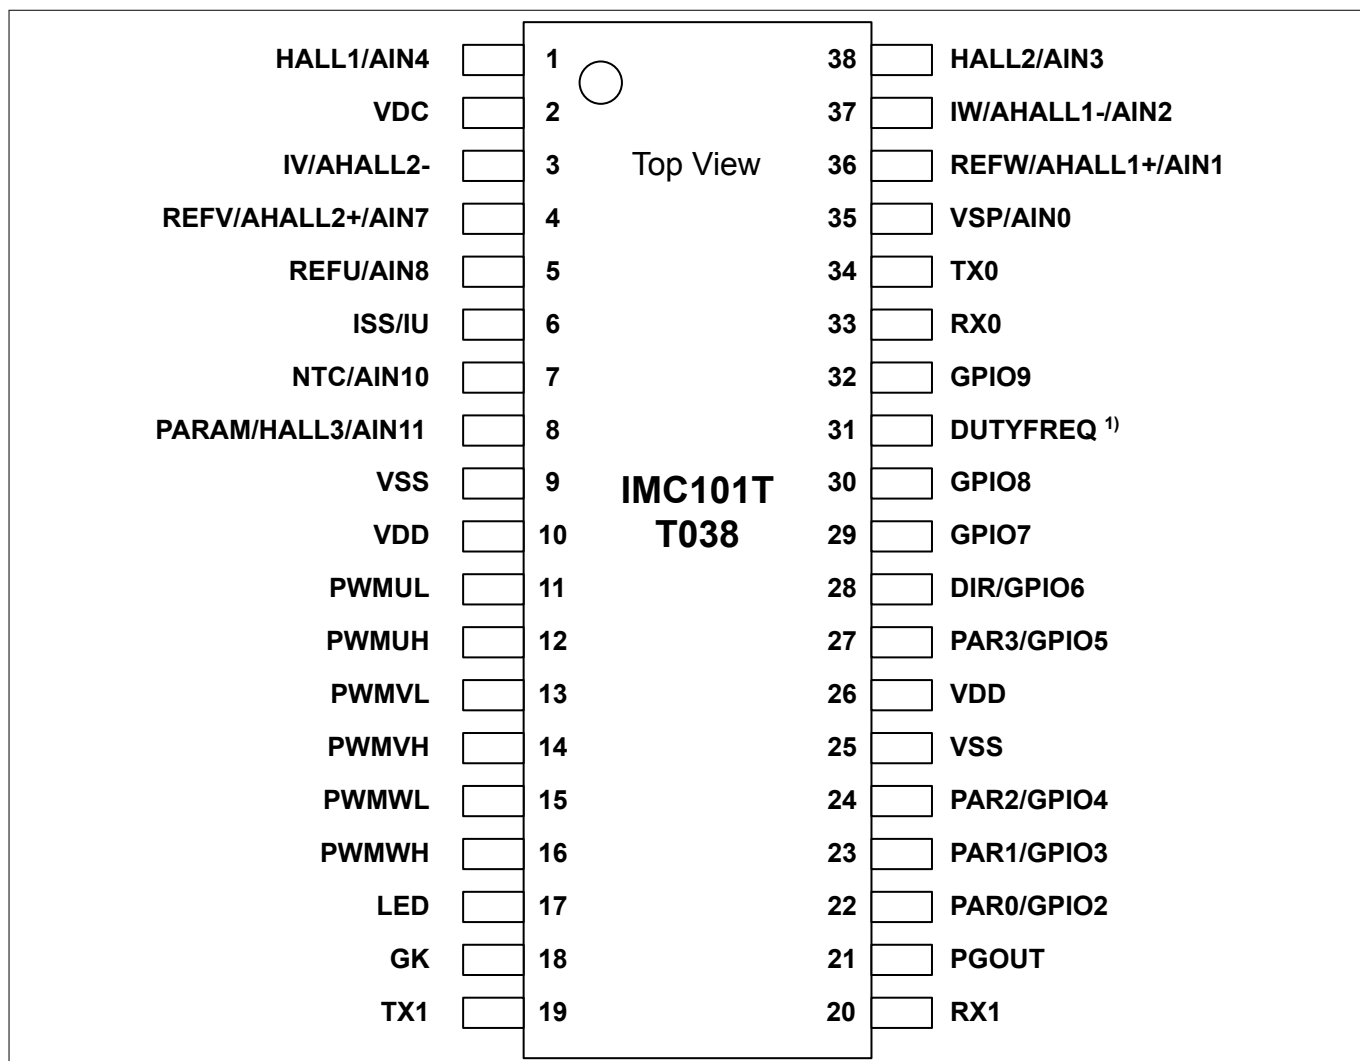 HALL1/AIN4 1 38 HALL2/AIN3
VDC 2 37 IW/AHALL1-/AIN2
IV/AHALL2- 3 Top View 36 REFW/AHALL1+/AIN1
REFV/AHALL2+/AIN7 4 35 VSP/AIN0
REFU/AIN8 5 34 TX0
ISS/IU 6 33 RX0
NTC/AIN10 7 32 GPIO9
PARAM/HALL3/AIN11 8 31 DUTYFREQ 1)
VSS 9 IMC101T 30 GPIO8
VDD 10 T038 29 GPIO7
PWMUL 11 28 DIR/GPIO6
PWMUH 12 27 PAR3/GPIO5
PWMVL 13 26 VDD
PWMVH 14 25 VSS
PWMWL 15 24 PAR2/GPIO4
PWMWH 16 23 PAR1/GPIO3
LED 17 22 PAR0/GPIO2
GK 18 21 PGOUT
TX1 19 20 RX1